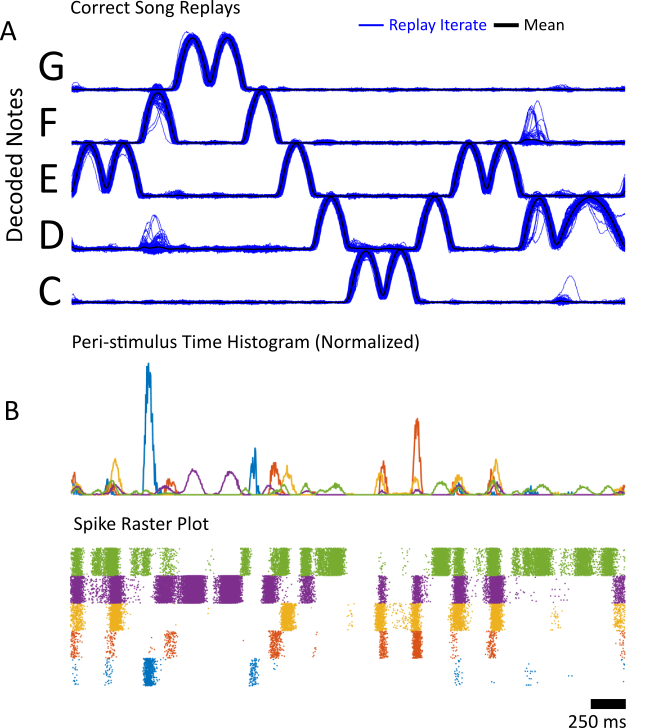 Correct Song Replays
A
Replay Iterate
Mean
Decoded Notes
G
F
E
D
C
Peri-stimulus Time Histogram (Normalized)
B
Spike Raster Plot
250 ms